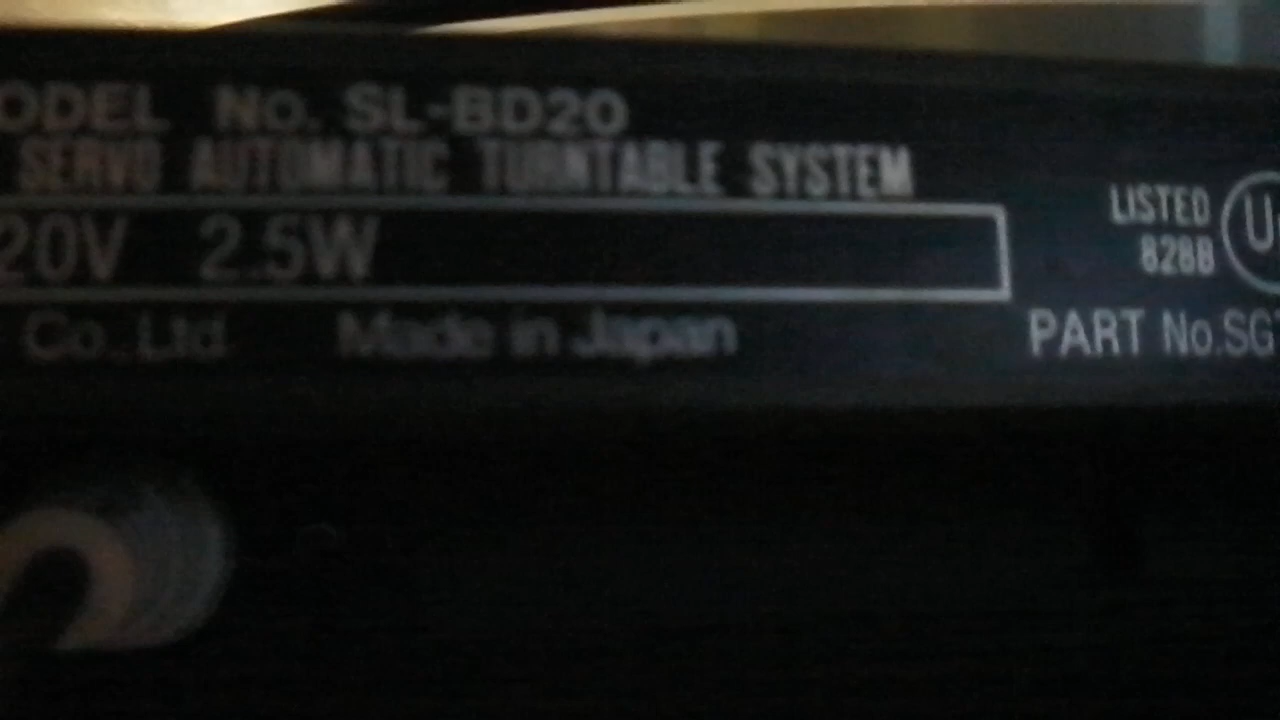 ODEL No. SL-BD20
SERVO AUTOMATIC TURNTABLE SYSTEM
20V 2.5W
LISTED
828B
U
Co., Ltd. Made in Japan
PART No.SG